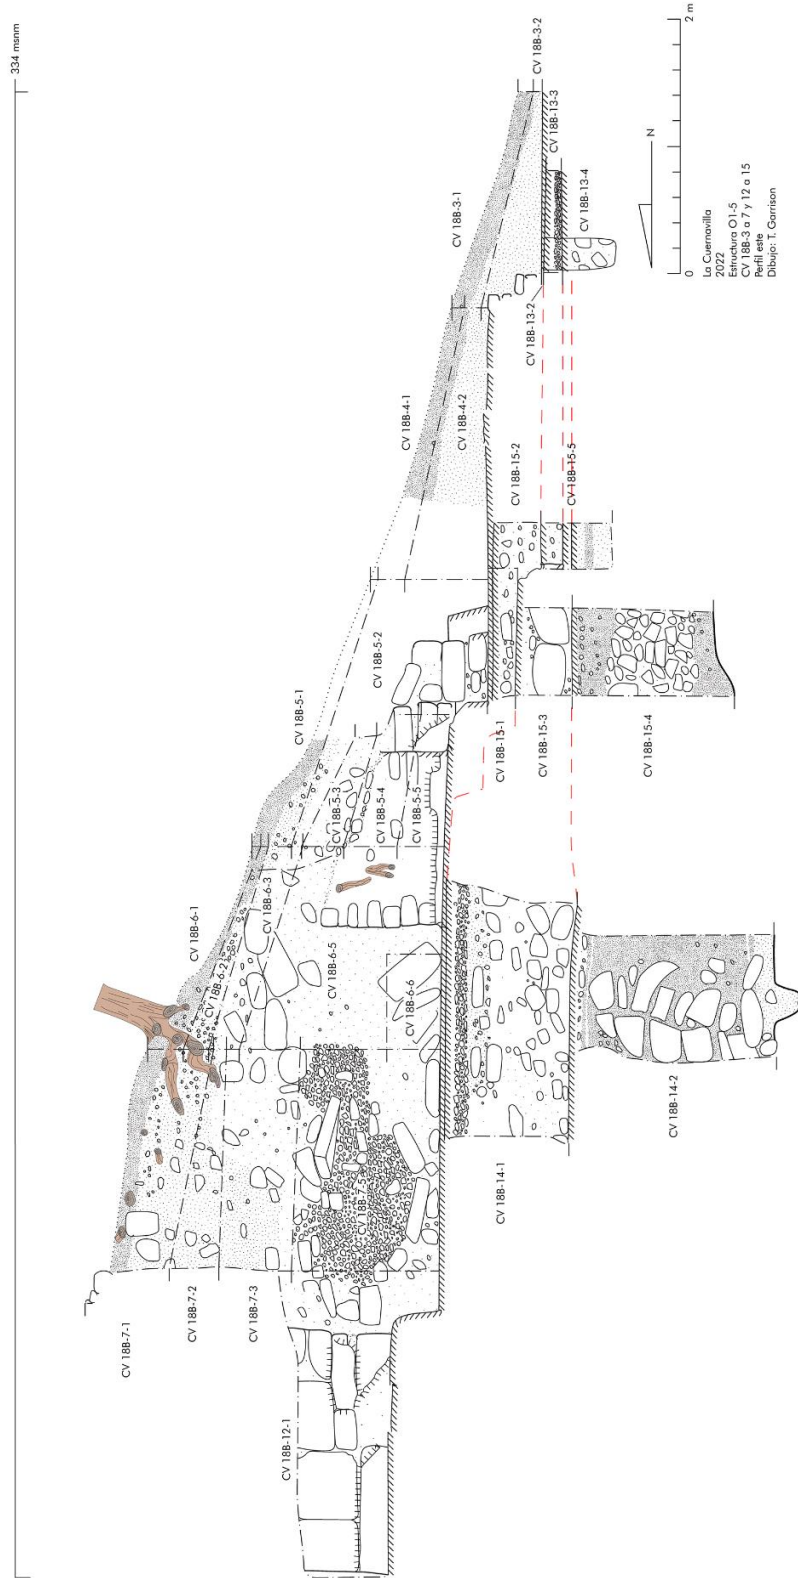 334 msnm
CV 18B-7-1
CV 18B-7-2
CV 18B-7-3
CV 18B-12-1
CV 18B-7-5
CV 18B-6-1
CV 18B-6-2
CV 18B-6-3
CV 18B-6-5
CV 18B-6-6
CV 18B-14-1
CV 18B-14-2
CV 18B-5-1
CV 18B-5-2
CV 18B-5-3
CV 18B-5-4
CV 18B-5-5
CV 18B-15-1
CV 18B-15-3
CV 18B-15-4
CV 18B-4-1
CV 18B-4-2
CV 18B-15-2
CV 18B-15-5
CV 18B-3-1
CV 18B-3-2
CV 18B-13-3
CV 18B-13-4
CV 18B-13-2
N
0 2 m
La Cuernavilla
2022
Estructura O1-5
CV 18B-3 a 7 y 12 a 15
Perfil este
Dibujo: T. Garrison